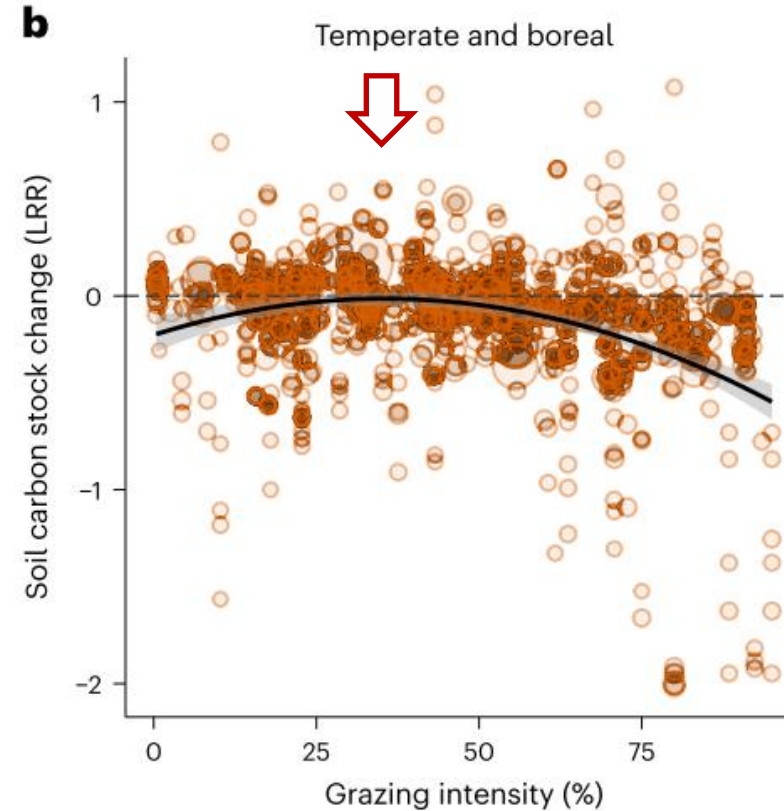 b
Temperate and boreal
Soil carbon stock change (LRR)
1
0
−1
−2
0 25 50 75
Grazing intensity (%)